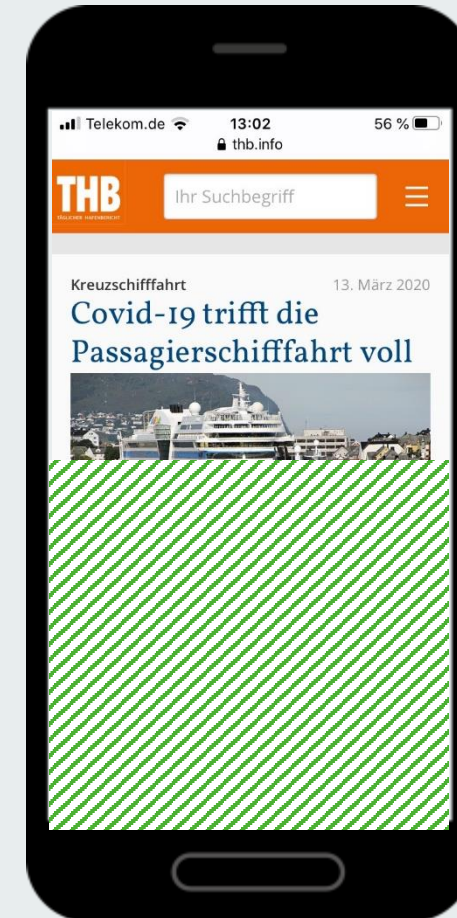 Telekom.de 13:02 56 %
thb.info
THB
TÄGLICHER HAFENBERICHT
Ihr Suchbegriff
Kreuzschifffahrt 13. März 2020
Covid-19 trifft die
Passagierschifffahrt voll